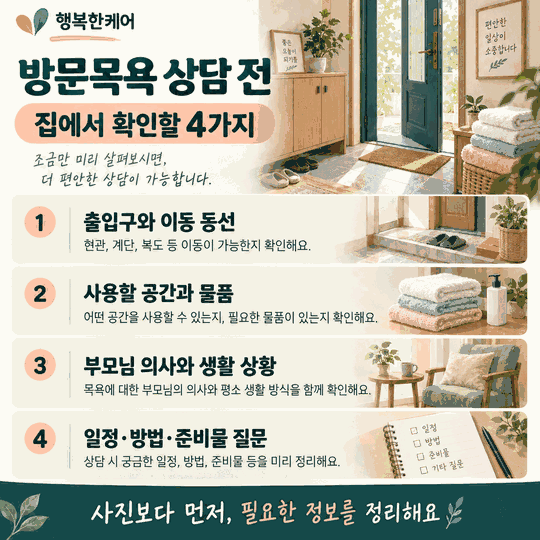 행복한케어
방문목욕 상담 전
집에서 확인할 4가지
조금만 미리 살펴보시면,
더 편안한 상담이 가능합니다.
편안한
일상이
소중합니다
1
출입구와 이동 동선
현관, 계단, 복도 등 이동이 가능한지 확인해요.
2
사용할 공간과 물품
어떤 공간을 사용할 수 있는지, 필요한 물품이 있는지 확인해요.
3
부모님 의사와 생활 상황
목욕에 대한 부모님의 의사와 평소 생활 방식을 함께 확인해요.
4
일정·방법·준비물 질문
상담 시 궁금한 일정, 방법, 준비물 등을 미리 정리해요.
일정
방법
준비물
기타 질문
사진보다 먼저, 필요한 정보를 정리해요